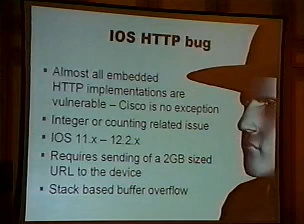 IOS HTTP bug
Almost all embedded
HTTP implementations are
vulnerable – Cisco is no exception
Integer or counting related issue
IOS 11.x – 12.2.x
Requires sending of a 2GB sized
URL to the device
Stack based buffer overflow